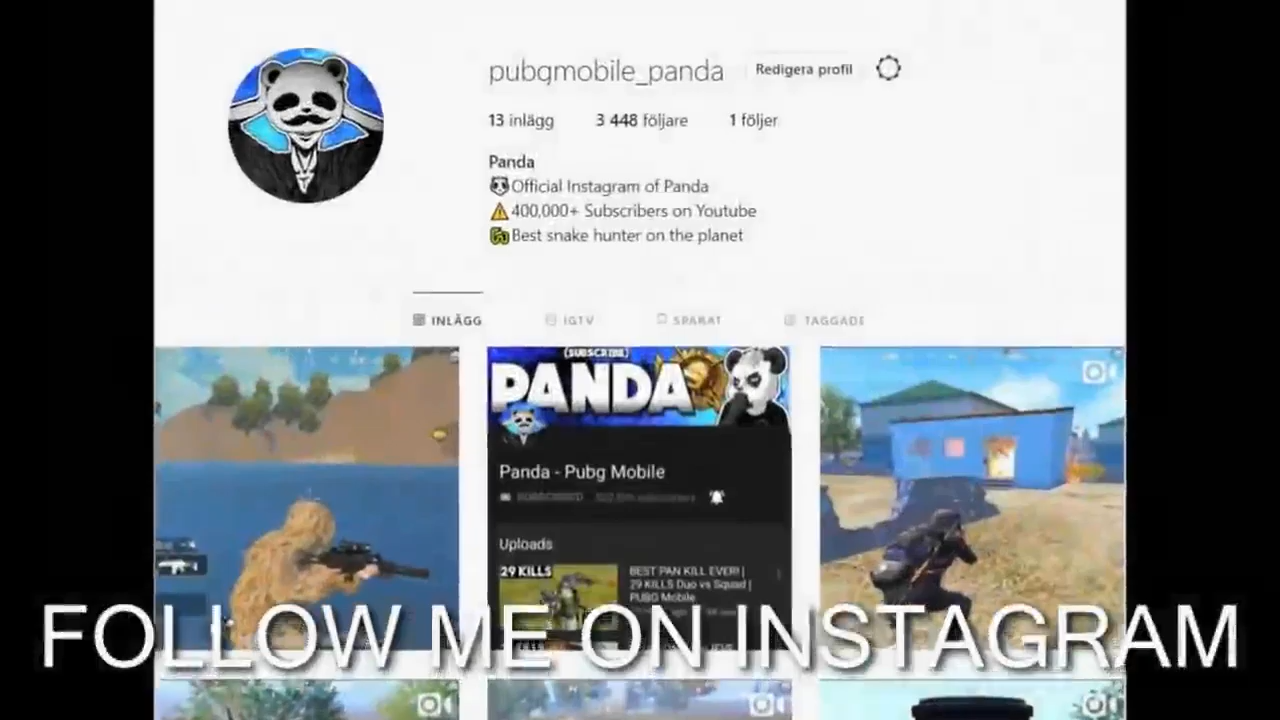 pubgmobile_panda Redigera profil
13 inlägg 3 448 följare 1 följer
Panda
Official Instagram of Panda
400,000+ Subscribers on Youtube
Best snake hunter on the planet
INLÄGG IGTV SPARAT TAGGADE
(SUBSCRIBE)
PANDA
Panda - Pubg Mobile
SUBSCRIBED
Uploads
29 KILLS
BEST PAN KILL EVER! |
29 KILLS Duo vs Squad |
PUBG Mobile
FOLLOW ME ON INSTAGRAM